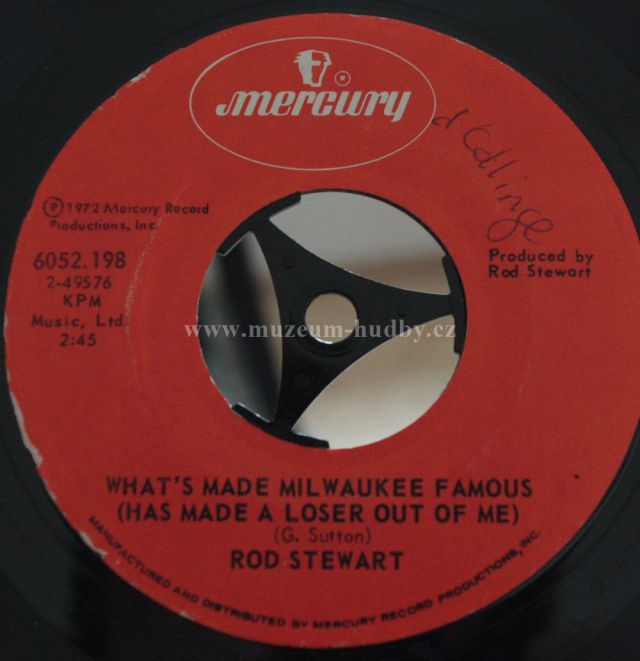 mercury
R
d Collinge
℗ 1972 Mercury Record
Productions, Inc.
6052.198
2-49576
KPM
Music, Ltd.
2:45
Produced by
Rod Stewart
www.muzeum-hudby.cz
WHAT'S MADE MILWAUKEE FAMOUS
(HAS MADE A LOSER OUT OF ME)
(G. Sutton)
ROD STEWART
MANUFACTURED AND DISTRIBUTED BY MERCURY RECORD PRODUCTIONS, INC.